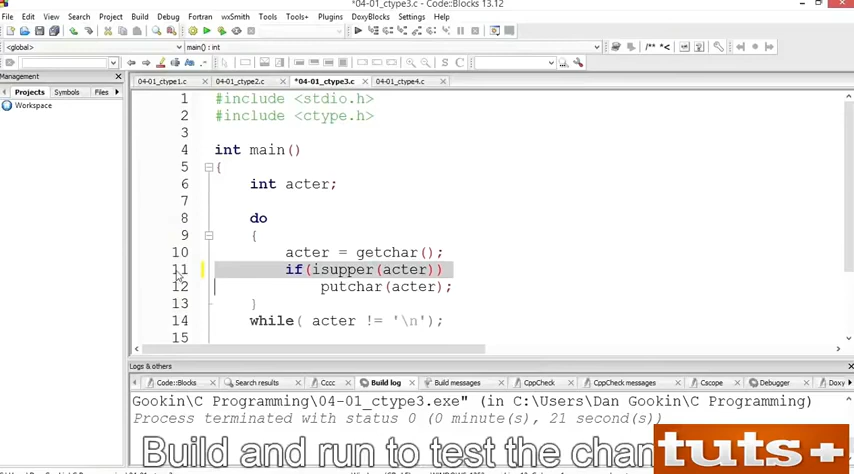 *04-01_ctype3.c - Code::Blocks 13.12
File Edit View Search Project Build Debug Fortran wxSmith Tools Tools+ Plugins DoxyBlocks Settings Help
<global> main() : int
Management 04-01_ctype1.c 04-01_ctype2.c *04-01_ctype3.c 04-01_ctype4.c
Projects Symbols Files
Workspace
1 #include <stdio.h>
2 #include <ctype.h>
3
4 int main()
5 {
6 int acter;
7
8 do
9 {
10 acter = getchar();
11 if(isupper(acter))
12 putchar(acter);
13 }
14 while( acter != '\n');
15
Logs & others
Code::Blocks Search results Cccc Build log Build messages CppCheck CppCheck messages Cscope Debugger Doxy
Gookin\C Programming\04-01_ctype3.exe" (in C:\Users\Dan Gookin\C Programming)
Process terminated with status 0 (0 minute(s), 21 second(s))
Build and run to test the chan
tuts+